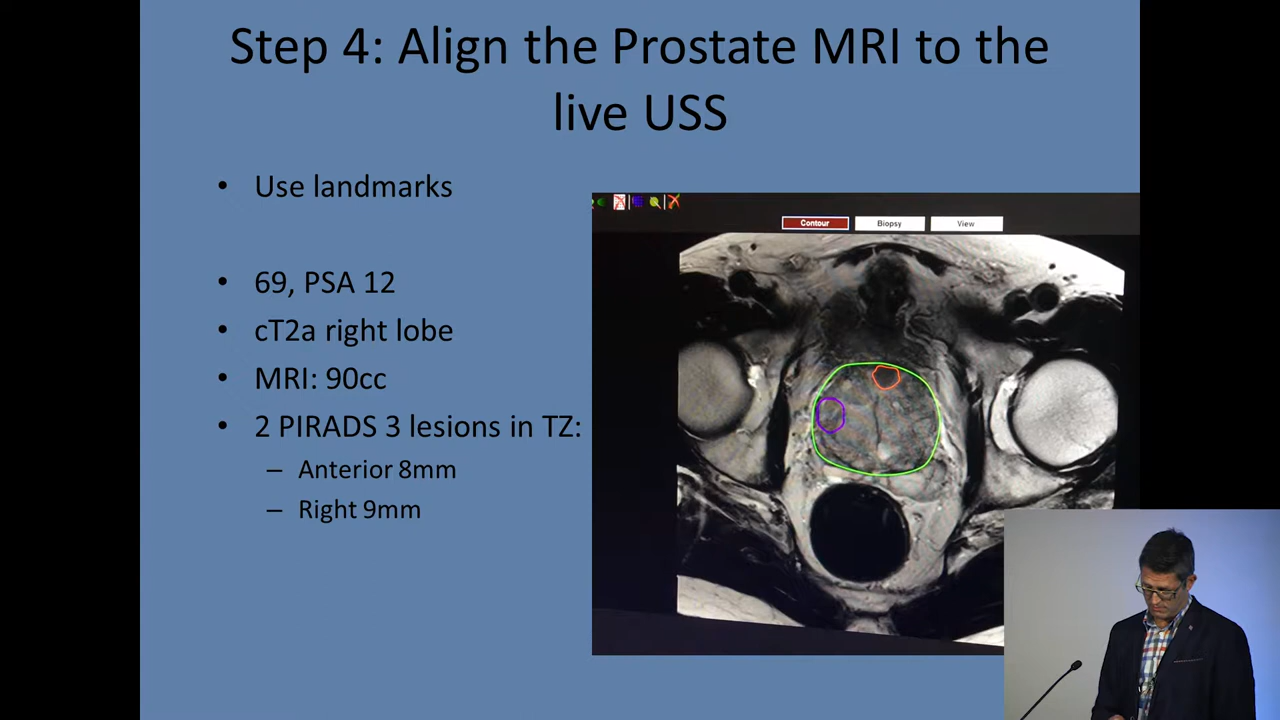 Step 4: Align the Prostate MRI to the
live USS
• Use landmarks
• 69, PSA 12
• cT2a right lobe
• MRI: 90cc
• 2 PIRADS 3 lesions in TZ:
– Anterior 8mm
– Right 9mm
Contour
Biopsy
View